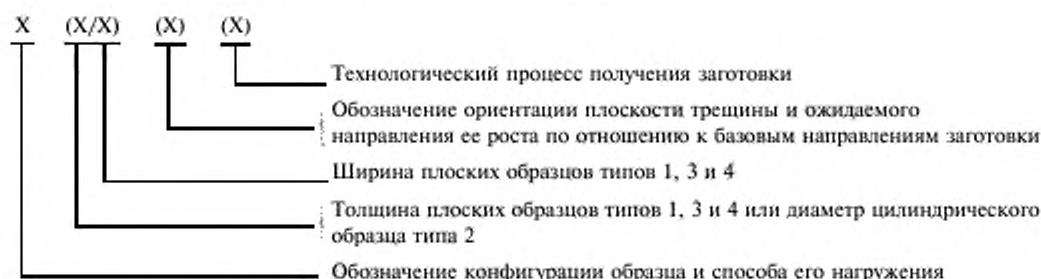 X (X/X) (X) (X)
Технологический процесс получения заготовки
Обозначение ориентации плоскости трещины и ожидаемого
направления ее роста по отношению к базовым направлениям заготовки
Ширина плоских образцов типов 1, 3 и 4
Толщина плоских образцов типов 1, 3 и 4 или диаметр цилиндрического
образца типа 2
Обозначение конфигурации образца и способа его нагружения